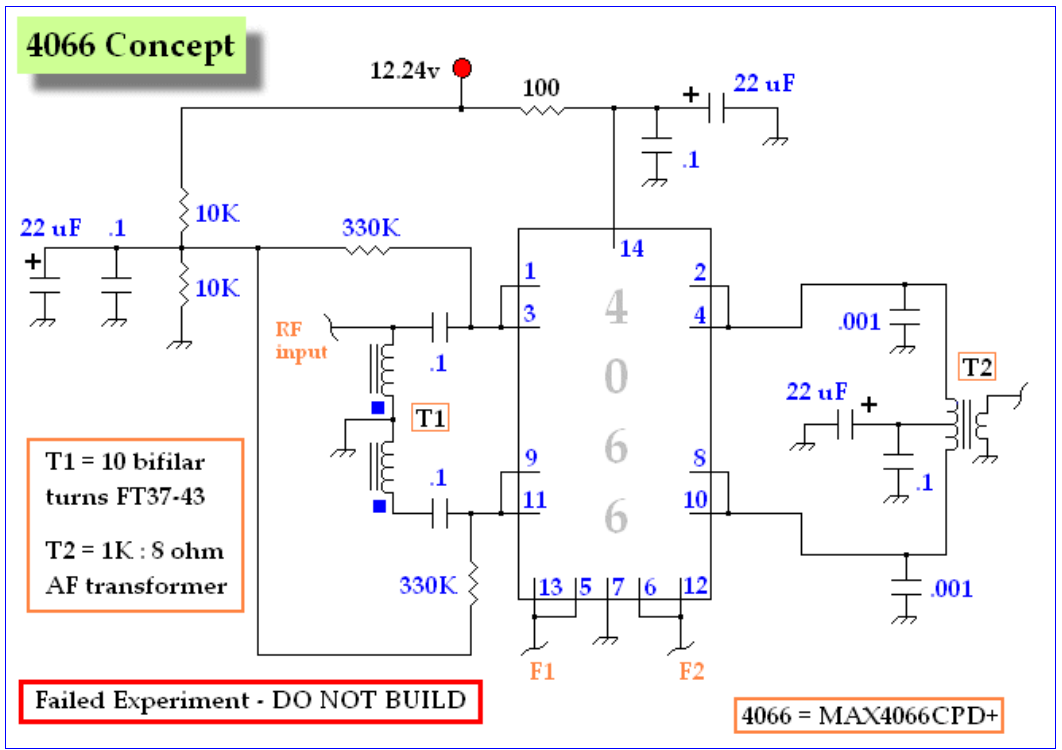 4066 Concept
12.24v
100
+ 22 uF
.1
10K
22 uF .1
+
330K
10K
14
1
2
3
4
RF
input
.1
4
0
6
6
.001
T2
22 uF +
T1
.1
9
8
.1
11
10
T1 = 10 bifilar
turns FT37-43
T2 = 1K : 8 ohm
AF transformer
330K
13 5 7 6 12
.001
F1 F2
Failed Experiment - DO NOT BUILD
4066 = MAX4066CPD+